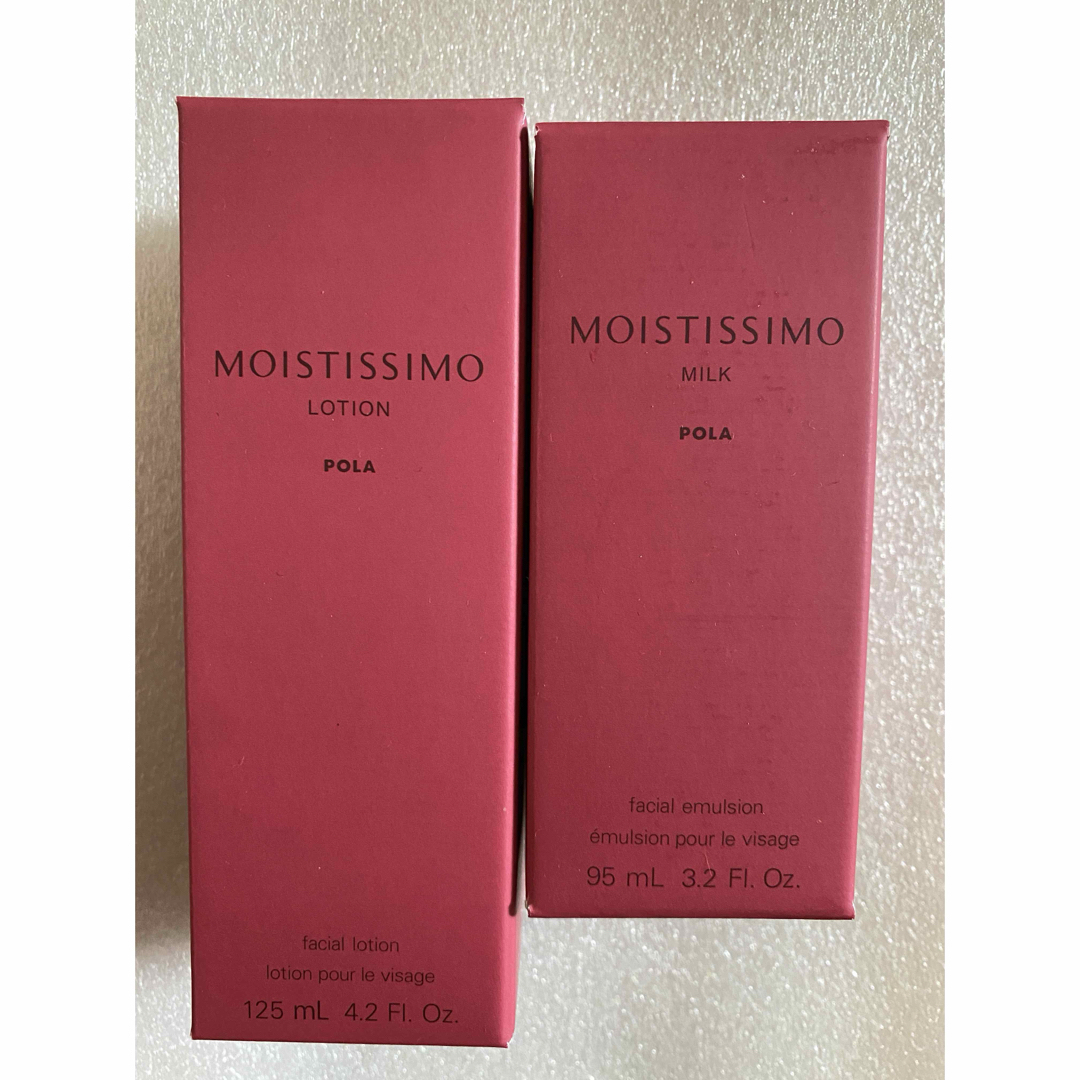 MOISTISSIMO
LOTION
POLA
facial lotion
lotion pour le visage
125 mL 4.2 Fl. Oz.
MOISTISSIMO
MILK
POLA
facial emulsion
émulsion pour le visage
95 mL 3.2 Fl. Oz.